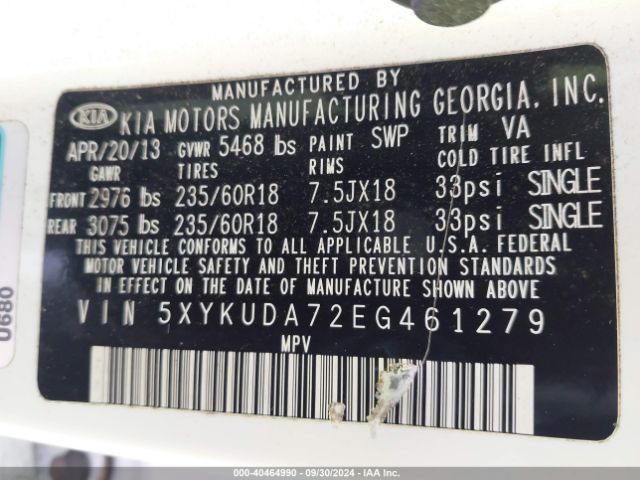 MANUFACTURED BY
KIA KIA MOTORS MANUFACTURING GEORGIA, INC.
APR/20/13 GVWR 5468 lbs PAINT SWP TRIM VA
GAWR TIRES RIMS COLD TIRE INFL
FRONT 2976 lbs 235/60R18 7.5JX18 33psi SINGLE
REAR 3075 lbs 235/60R18 7.5JX18 33psi SINGLE
THIS VEHICLE CONFORMS TO ALL APPLICABLE U.S.A. FEDERAL
MOTOR VEHICLE SAFETY AND THEFT PREVENTION STANDARDS
IN EFFECT ON THE DATE OF MANUFACTURE SHOWN ABOVE.
VIN 5XYKUDA72EG461279
MPV
0890
000-40464990 - 09/30/2024 - IAA Inc.